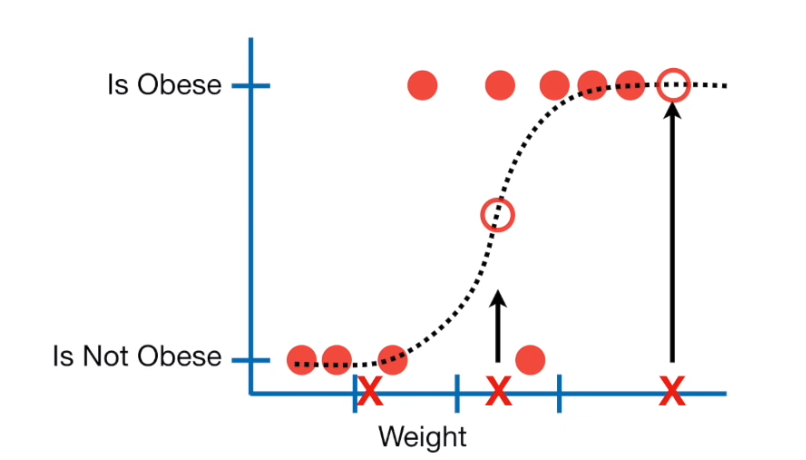 Is Obese
Is Not Obese
X X X
Weight